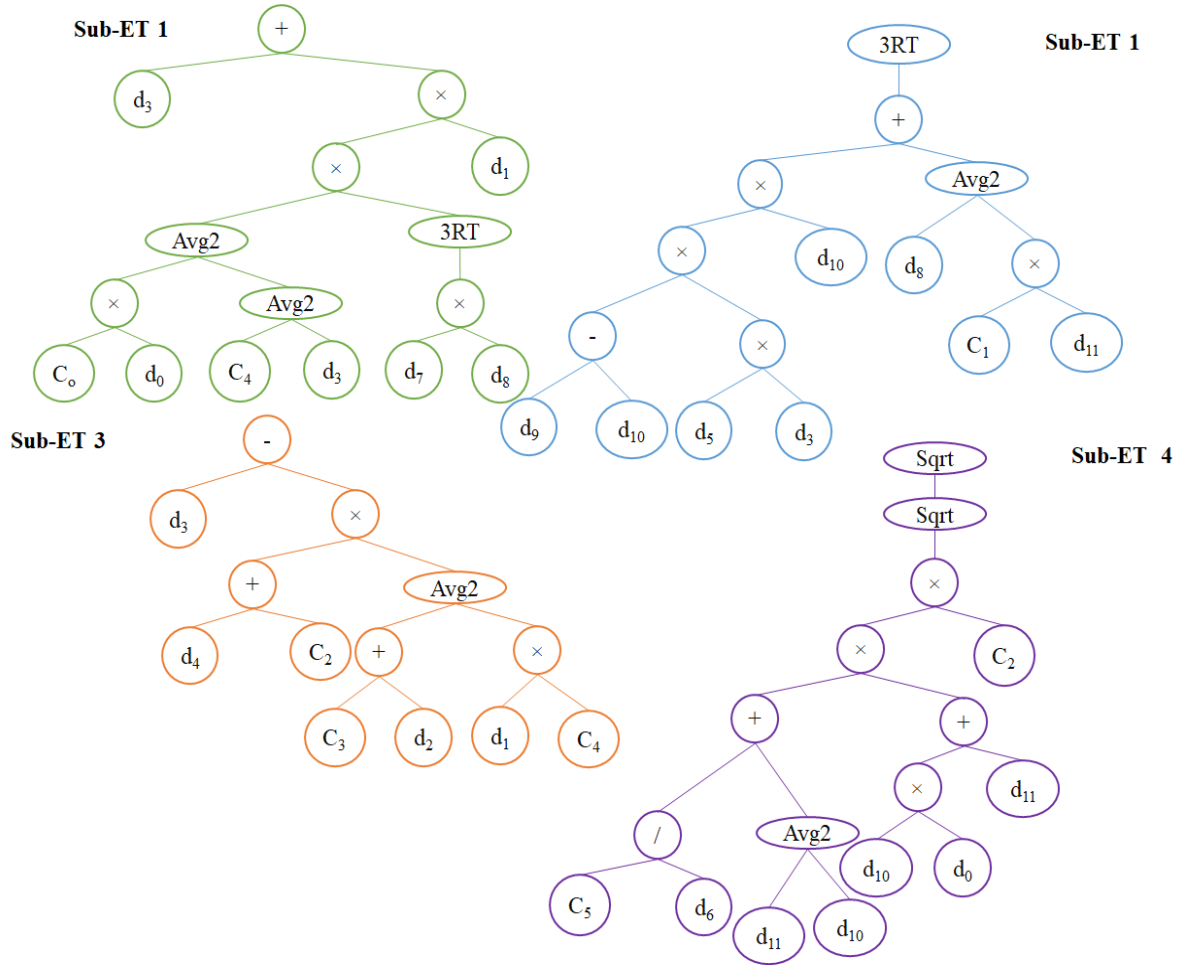 Sub-ET 1
+
d3
×
×
d1
Avg2
3RT
×
Avg2
×
Co
d0
C4
d3
d7
d8
Sub-ET 1
3RT
+
×
Avg2
×
d10
d8
×
-
×
C1
d11
d9
d10
d5
d3
Sub-ET 3
-
d3
×
+
Avg2
d4
C2
+
×
C3
d2
d1
C4
Sub-ET 4
Sqrt
Sqrt
×
×
C2
+
+
×
d11
/
Avg2
d10
d0
C5
d6
d11
d10